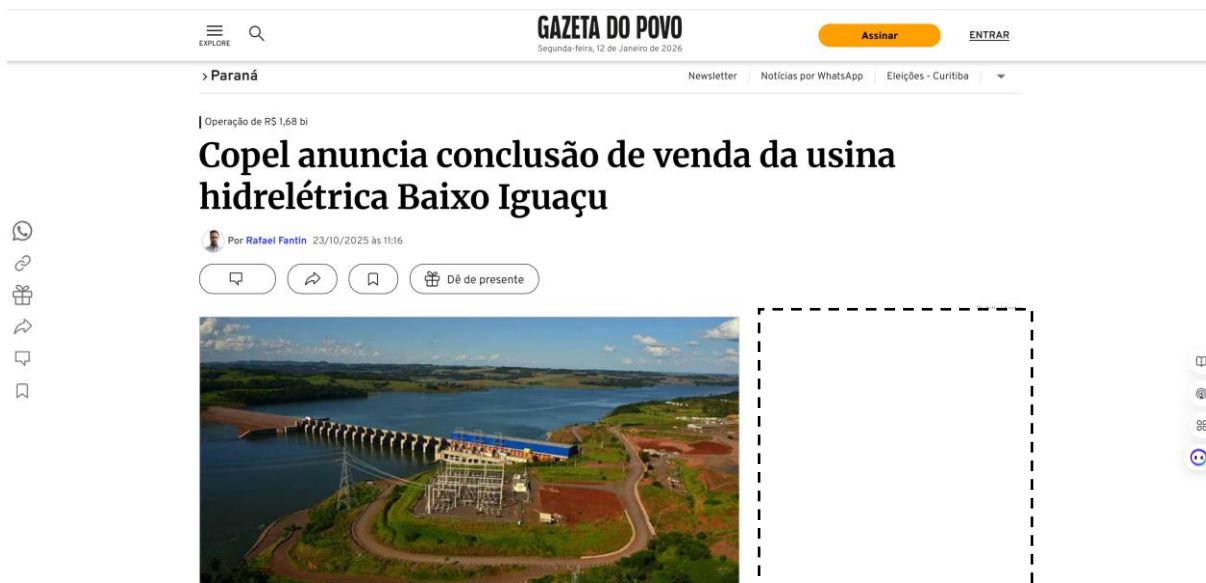 EXPLORE
GAZETA DO POVO
Segunda-feira, 12 de Janeiro de 2026
Assinar
ENTRAR
› Paraná
Newsletter
Notícias por WhatsApp
Eleições - Curitiba
Operação de R$ 1,68 bi
Copel anuncia conclusão de venda da usina
hidrelétrica Baixo Iguaçu
Por Rafael Fantin 23/10/2025 às 11:16
Dê de presente